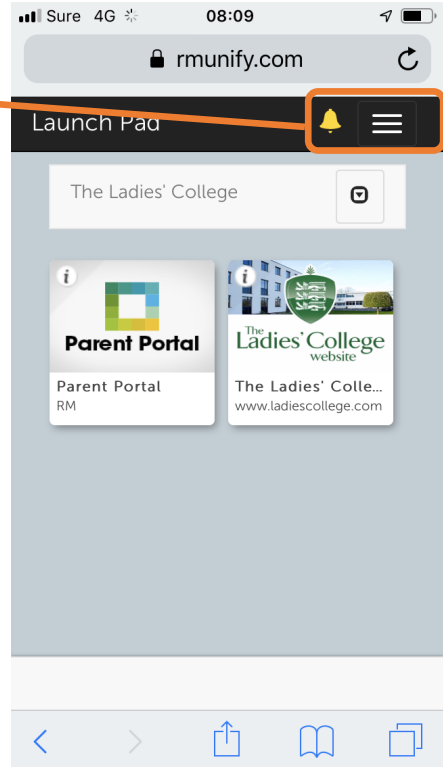 Sure 4G 08:09
rmunify.com
Launch Pad
The Ladies' College
i
Parent Portal
Parent Portal
RM
i
The
Ladies' College
website
The Ladies' Colle...
www.ladiescollege.com